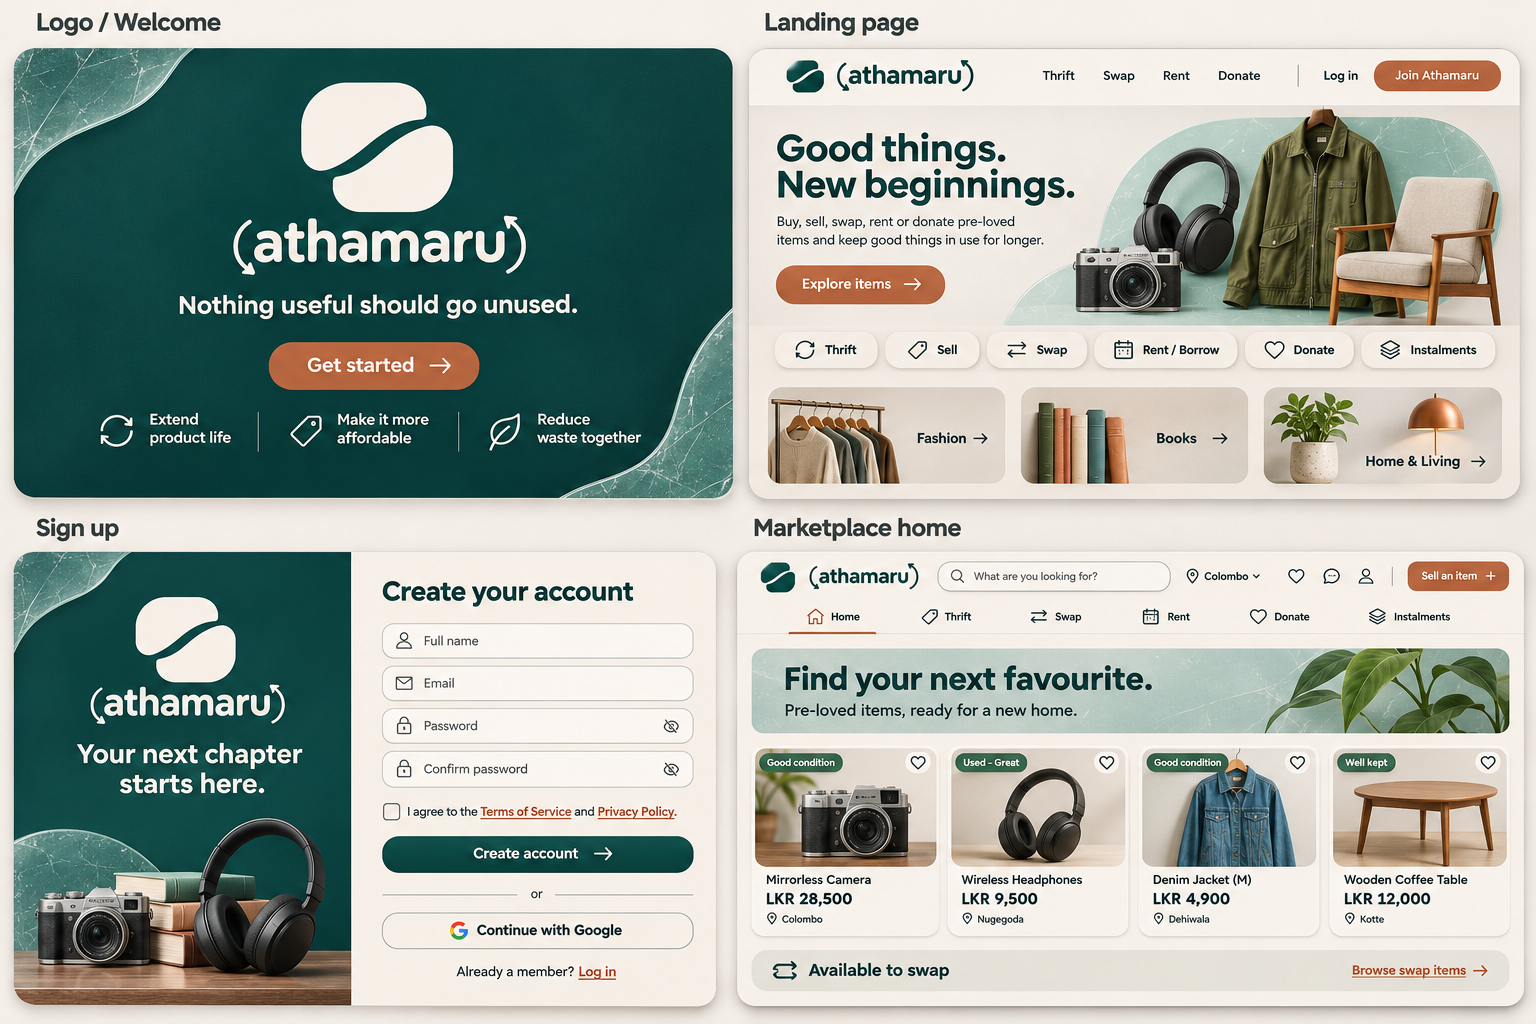 Logo / Welcome
(athamaru)
Nothing useful should go unused.
Get started
Extend
product life
Make it more
affordable
Reduce
waste together
Landing page
(athamaru)
Thrift
Swap
Rent
Donate
Log in
Join Athamaru
Good things.
New beginnings.
Buy, sell, swap, rent or donate pre-loved
items and keep good things in use for longer.
Explore items
Thrift
Sell
Swap
Rent / Borrow
Donate
Instalments
Fashion
Books
Home & Living
Sign up
(athamaru)
Your next chapter
starts here.
Create your account
Full name
Email
Password
Confirm password
I agree to the Terms of Service and Privacy Policy.
Create account
or
Continue with Google
Already a member? Log in
Marketplace home
(athamaru)
What are you looking for?
Colombo
Sell an item +
Home
Thrift
Swap
Rent
Donate
Instalments
Find your next favourite.
Pre-loved items, ready for a new home.
Good condition
Mirrorless Camera
LKR 28,500
Colombo
Used - Great
Wireless Headphones
LKR 9,500
Nugegoda
Good condition
Denim Jacket (M)
LKR 4,900
Dehiwala
Well kept
Wooden Coffee Table
LKR 12,000
Kotte
Available to swap
Browse swap items